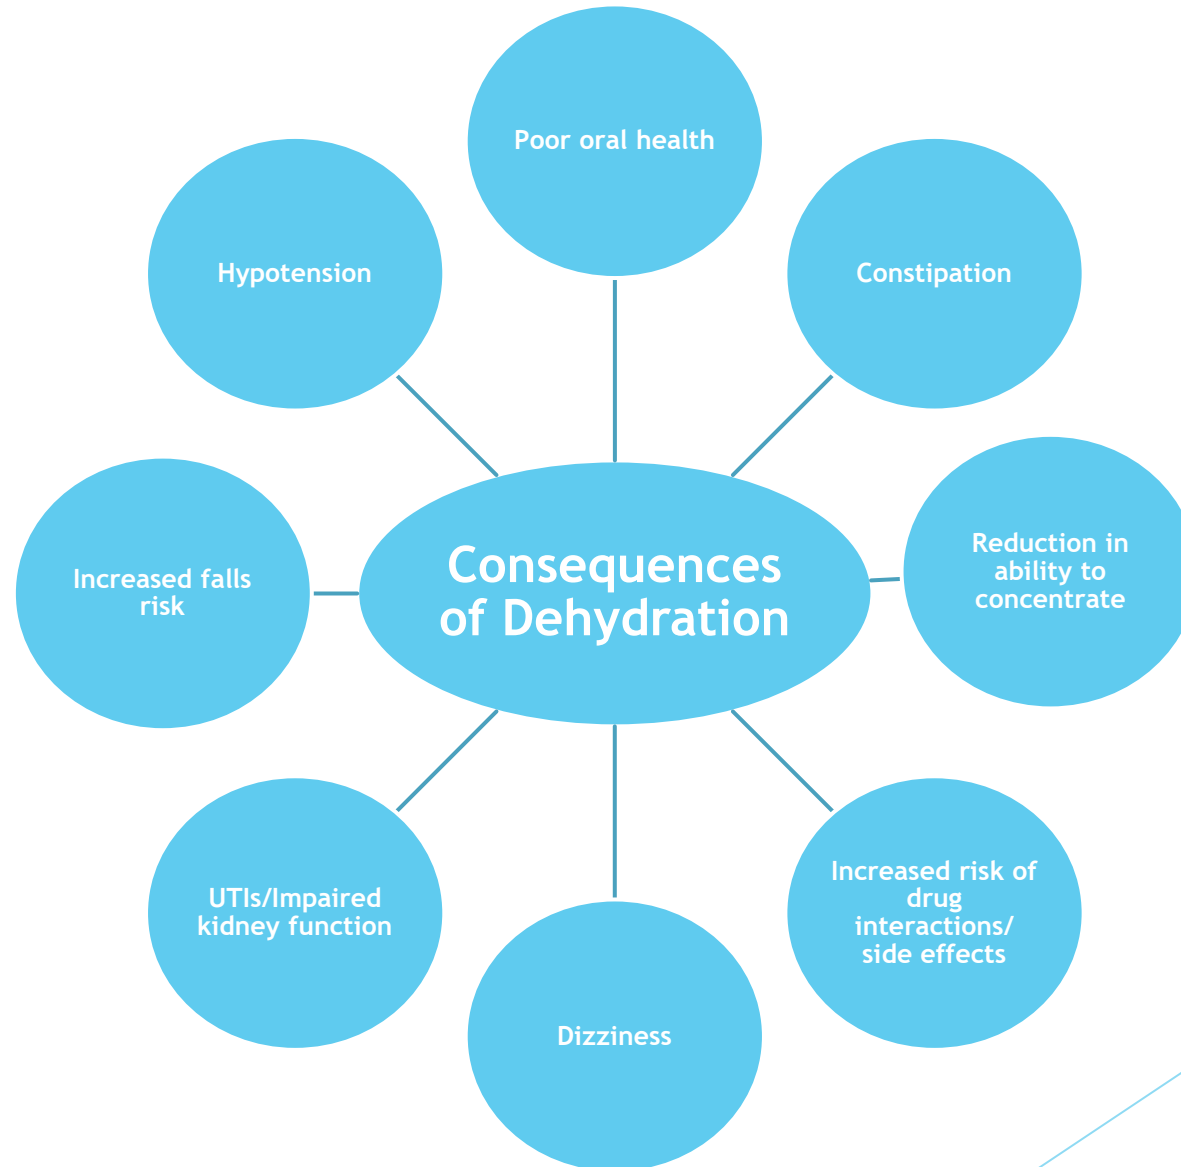 Poor oral health
Hypotension
Constipation
Reduction in
ability to
concentrate
Consequences
of Dehydration
Increased falls
risk
Increased risk of
drug
interactions/
side effects
UTIs/Impaired
kidney function
Dizziness